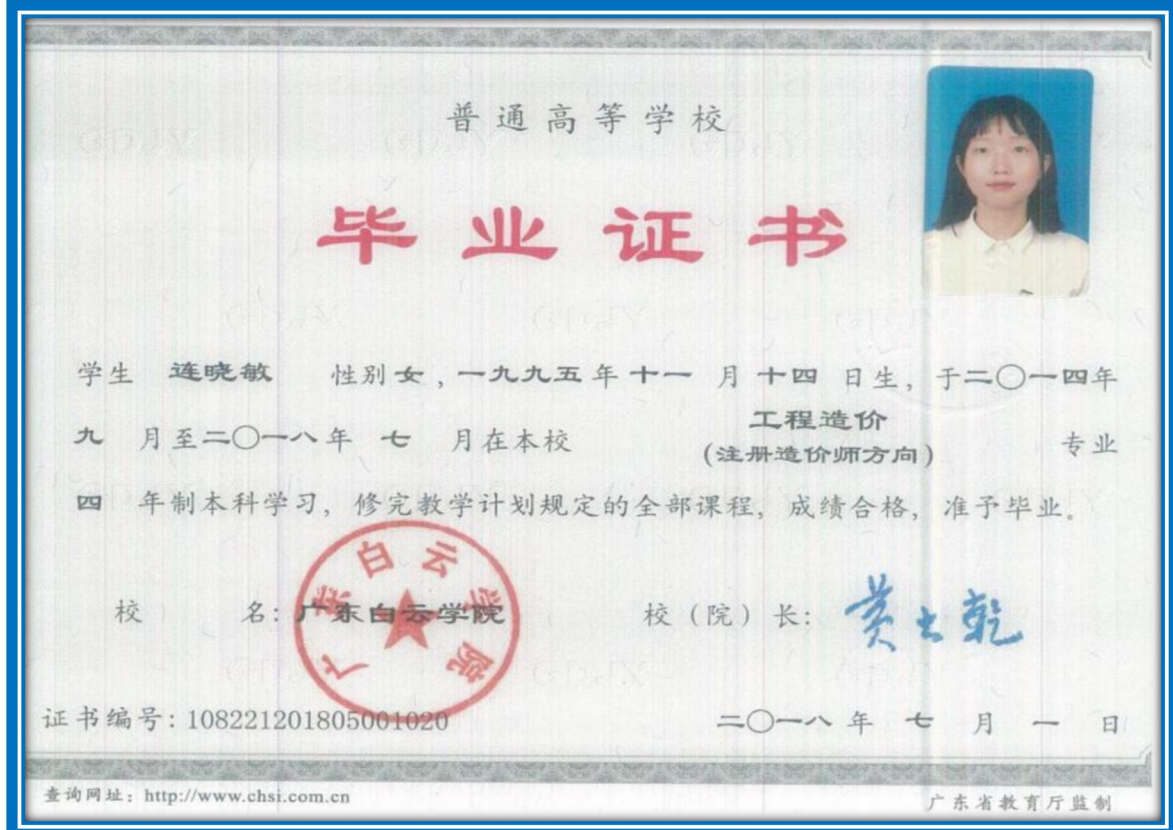 普通高等学校
毕业证书
学生 连晓敏 性别 女，一九九五年十一月十四日生，于二〇一四年
九月至二〇一八年七月在本校 工程造价 专业
(注册造价师方向)
四年制本科学习，修完教学计划规定的全部课程，成绩合格，准予毕业。
校 名：广东白云学院 校（院）长：
广东白云学院
证书编号：108221201805001020 二〇一八年七月一日
查询网址：http://www.chsi.com.cn 广东省教育厅监制